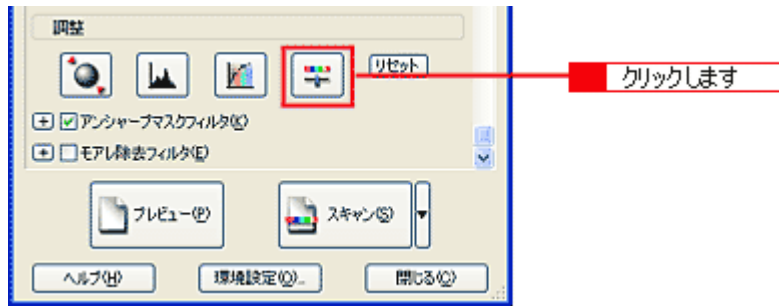 調整
リセット
クリックします
アンシャープマスクフィルタ(K)
モアレ除去フィルタ(E)
プレビュー(P)
スキャン(S)
ヘルプ(H)
環境設定(O)...
閉じる(C)